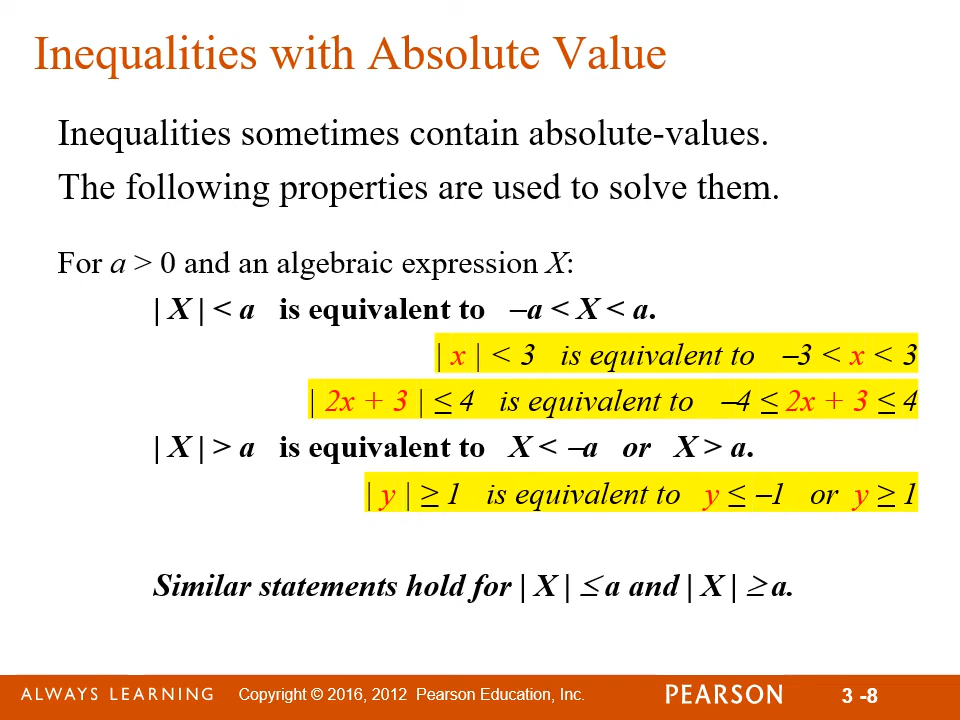 Inequalities with Absolute Value
Inequalities sometimes contain absolute-values.
The following properties are used to solve them.
For a > 0 and an algebraic expression X:
| X | < a is equivalent to –a < X < a.
| x | < 3 is equivalent to –3 < x < 3
| 2x + 3 | ≤ 4 is equivalent to –4 ≤ 2x + 3 ≤ 4
| X | > a is equivalent to X < –a or X > a.
| y | ≥ 1 is equivalent to y ≤ –1 or y ≥ 1
Similar statements hold for | X | ≤ a and | X | ≥ a.
ALWAYS LEARNING Copyright © 2016, 2012 Pearson Education, Inc. PEARSON 3 -8